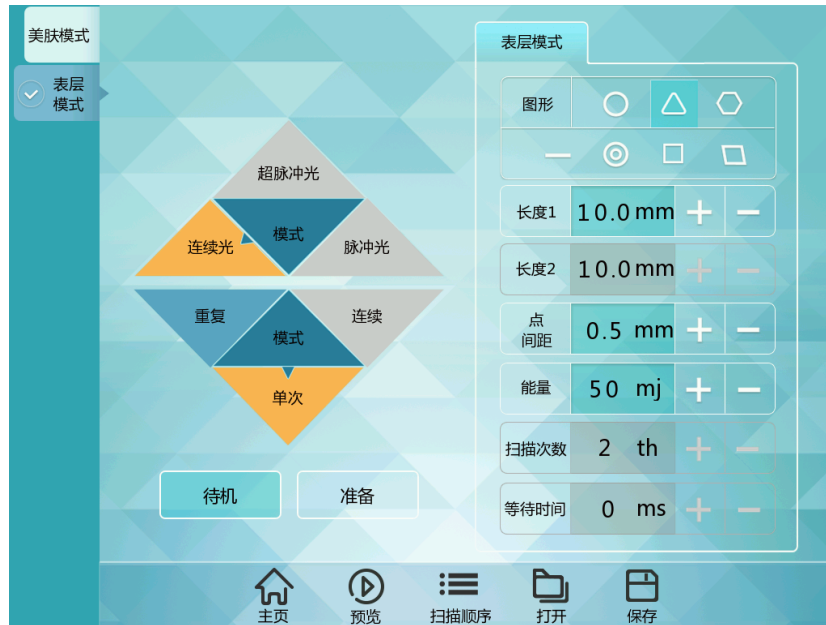 美肤模式
表层
模式
超脉冲光
模式
连续光
脉冲光
重复
模式
连续
单次
待机
准备
表层模式
图形
长度1 10.0 mm
长度2 10.0 mm
点
间距
0.5 mm
能量 50 mj
扫描次数 2 th
等待时间 0 ms
主页
预览
扫描顺序
打开
保存